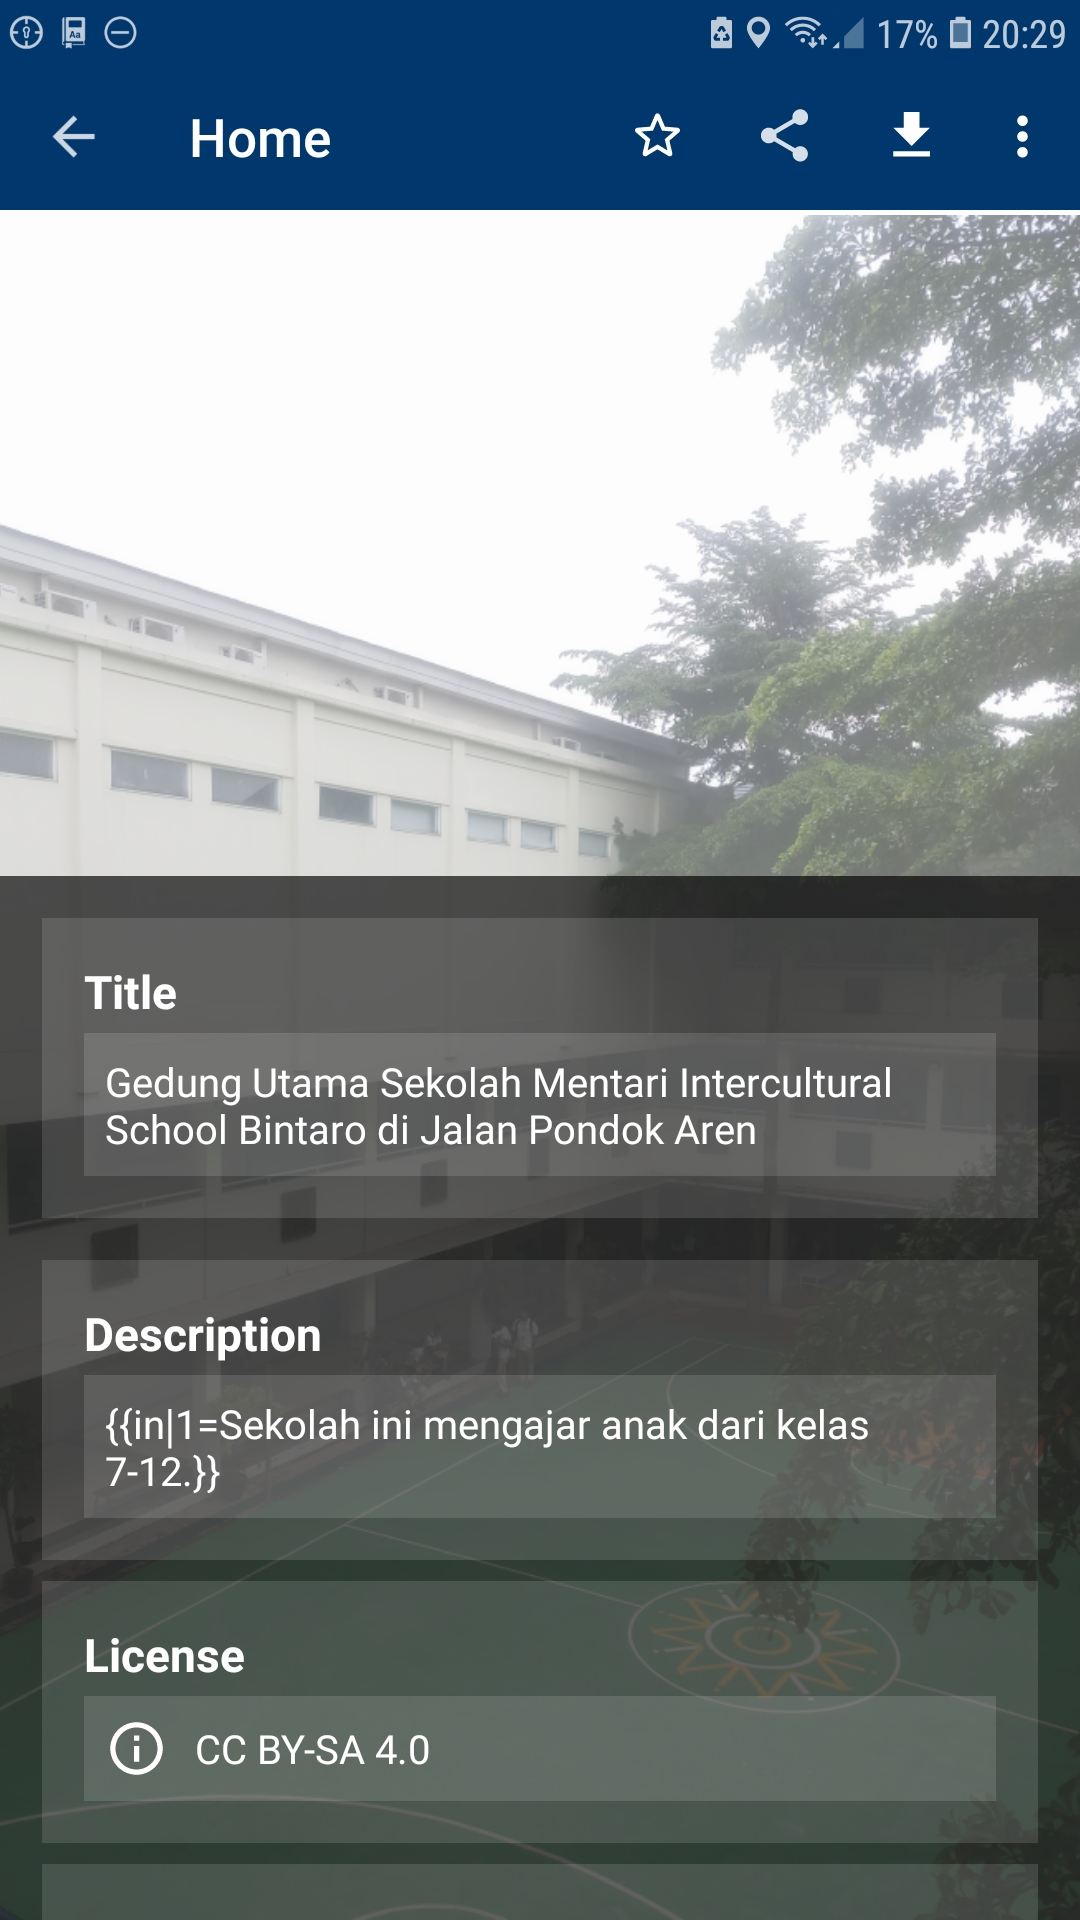 17% 20:29
Home
Title
Gedung Utama Sekolah Mentari Intercultural
School Bintaro di Jalan Pondok Aren
Description
{{in|1=Sekolah ini mengajar anak dari kelas
7-12.}}
License
CC BY-SA 4.0